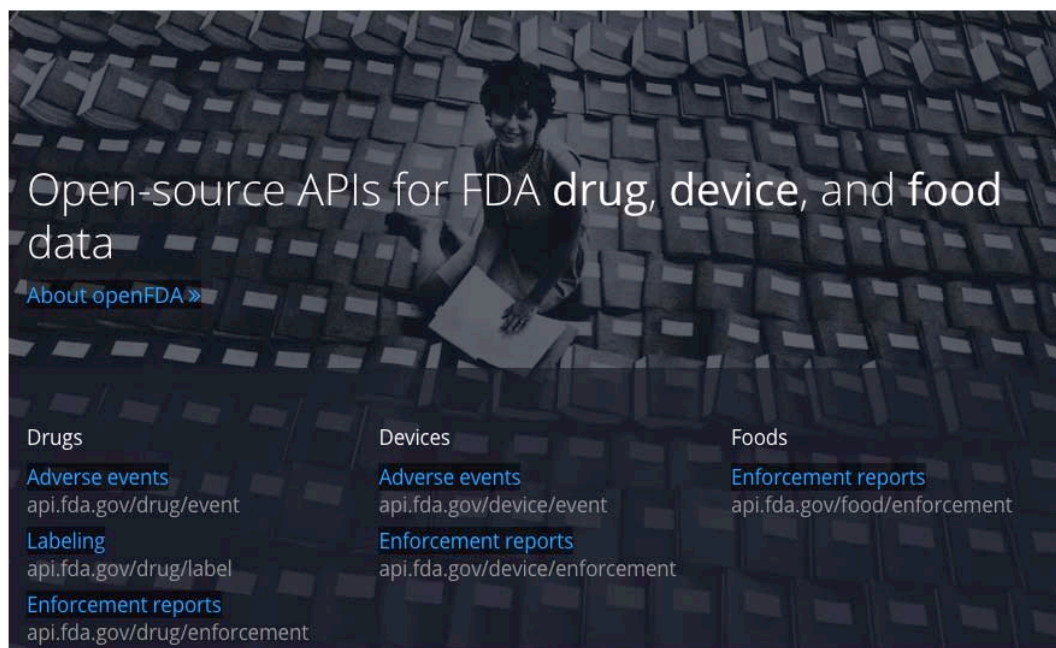 Open-source APIs for FDA drug, device, and food
data
About openFDA »
Drugs
Adverse events
api.fda.gov/drug/event
Labeling
api.fda.gov/drug/label
Enforcement reports
api.fda.gov/drug/enforcement
Devices
Adverse events
api.fda.gov/device/event
Enforcement reports
api.fda.gov/device/enforcement
Foods
Enforcement reports
api.fda.gov/food/enforcement